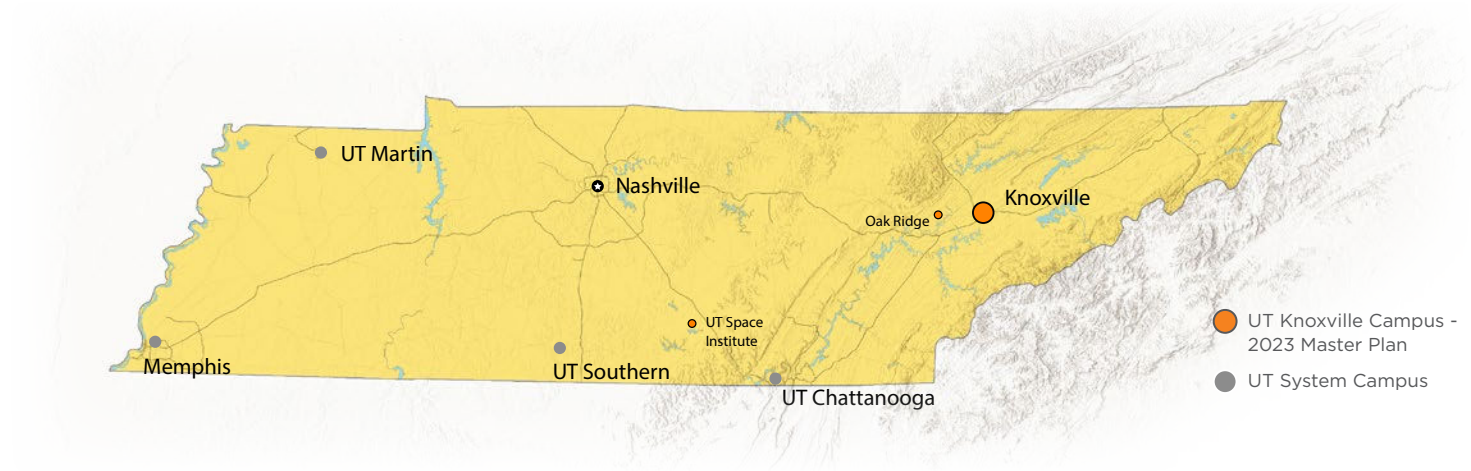 UT Martin
Nashville
Knoxville
Oak Ridge
UT Space
Institute
UT Knoxville Campus -
2023 Master Plan
Memphis
UT Southern
UT System Campus
UT Chattanooga